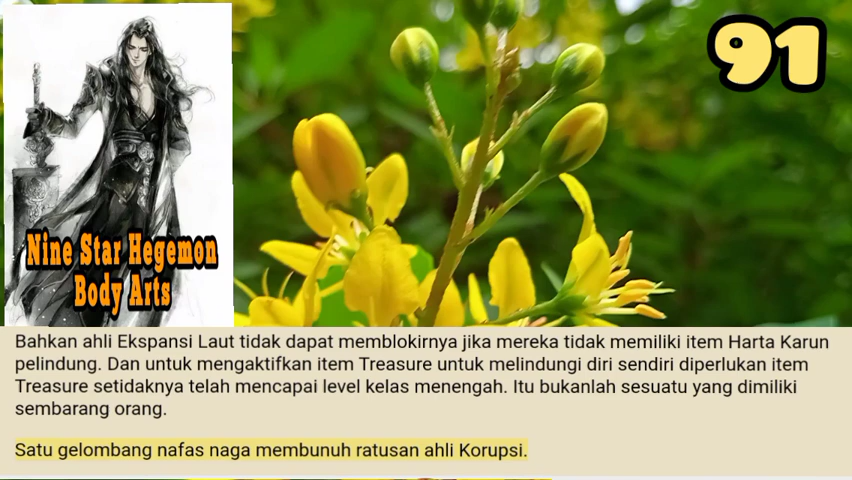 91
Nine Star Hegemon
Body Arts
Bahkan ahli Ekspansi Laut tidak dapat memblokirnya jika mereka tidak memiliki item Harta Karun
pelindung. Dan untuk mengaktifkan item Treasure untuk melindungi diri sendiri diperlukan item
Treasure setidaknya telah mencapai level kelas menengah. Itu bukanlah sesuatu yang dimiliki
sembarang orang.
Satu gelombang nafas naga membunuh ratusan ahli Korupsi.